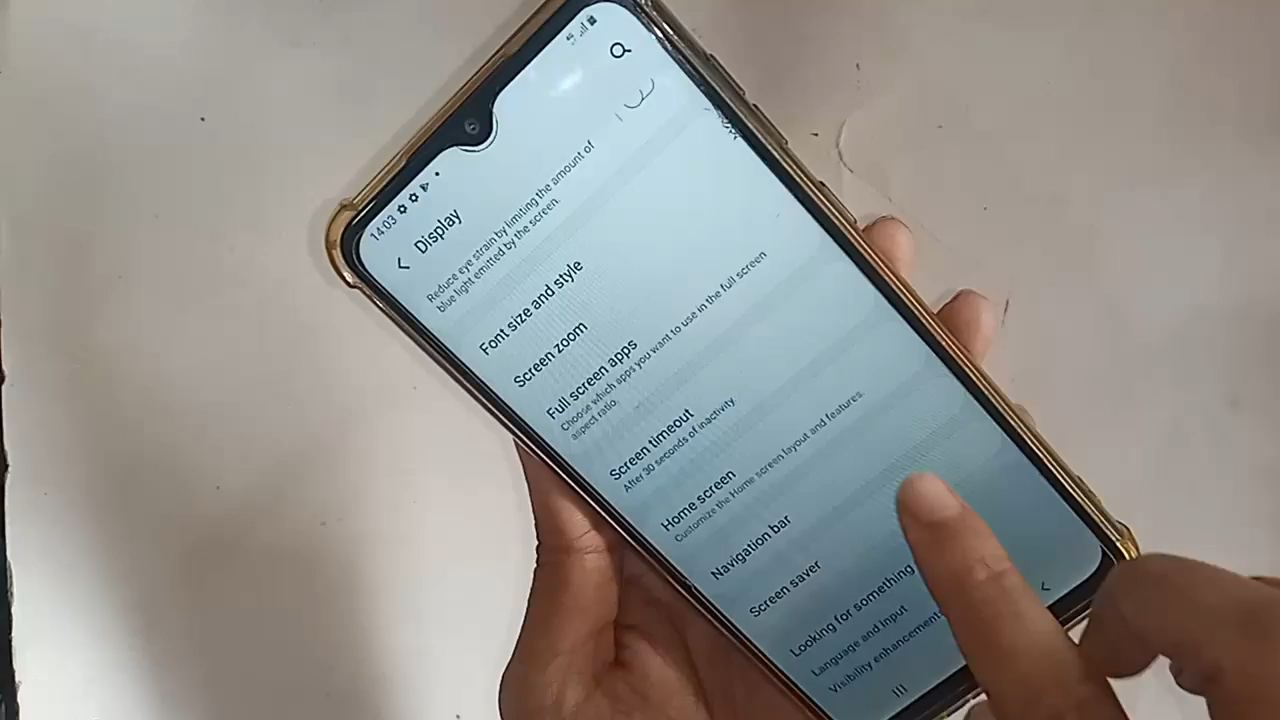 14:03
4G
Display
Reduce eye strain by limiting the amount of
blue light emitted by the screen.
Font size and style
Screen zoom
Full screen apps
Choose which apps you want to use in the full screen
aspect ratio.
Screen timeout
After 30 seconds of inactivity
Home screen
Customize the Home screen layout and features.
Navigation bar
Screen saver
Looking for something
Language and input
Visibility enhancements